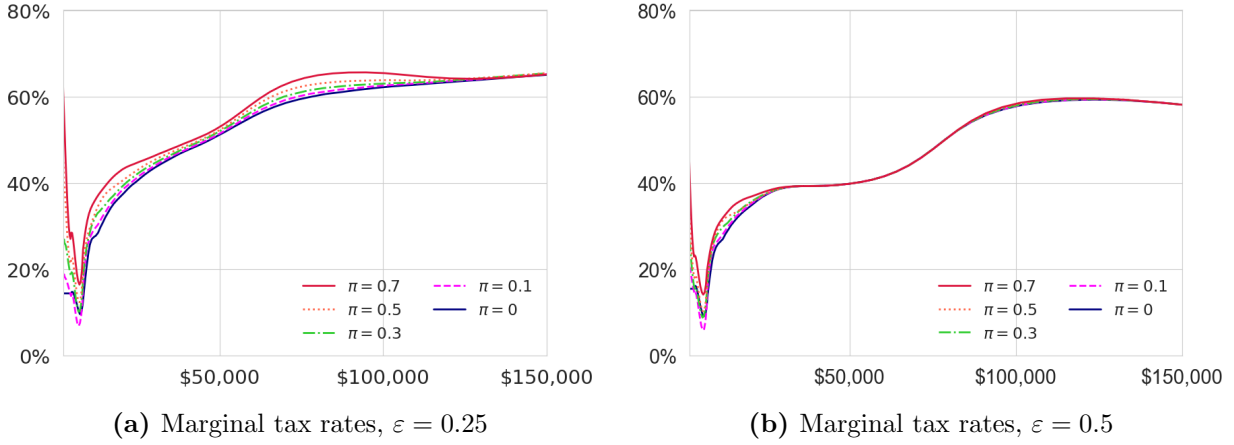 80%
60%
40%
20%
0%
$50,000
$100,000
$150,000
π = 0.7
π = 0.5
π = 0.3
π = 0.1
π = 0
(a) Marginal tax rates, ε = 0.25
80%
60%
40%
20%
0%
$50,000
$100,000
$150,000
π = 0.7
π = 0.5
π = 0.3
π = 0.1
π = 0
(b) Marginal tax rates, ε = 0.5